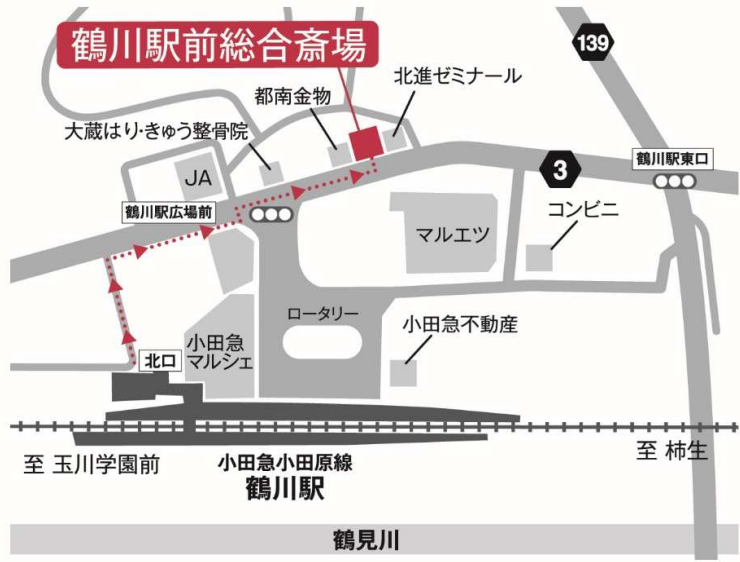 鶴川駅前総合斎場
139
北進ゼミナール
都南金物
大蔵はり・きゅう整骨院
鶴川駅東口
3
JA
コンビニ
鶴川駅広場前
マルエツ
ロータリー
小田急不動産
小田急
マルシェ
北口
至 玉川学園前
小田急小田原線
鶴川駅
至 柿生
鶴見川